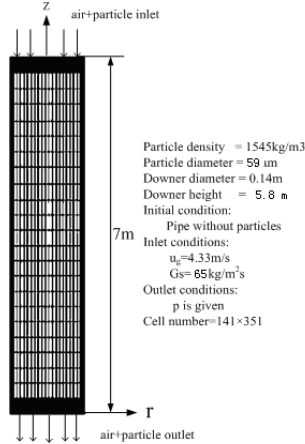 z
air+particle inlet
7m
Particle density = 1545kg/m3
Particle diameter = 59 um
Downer diameter = 0.14m
Downer height = 5.8 m
Initial condition:
Pipe without particles
Inlet conditions:
ug=4.33m/s
Gs= 65kg/m²s
Outlet conditions:
p is given
Cell number=141×351
r
air+particle outlet